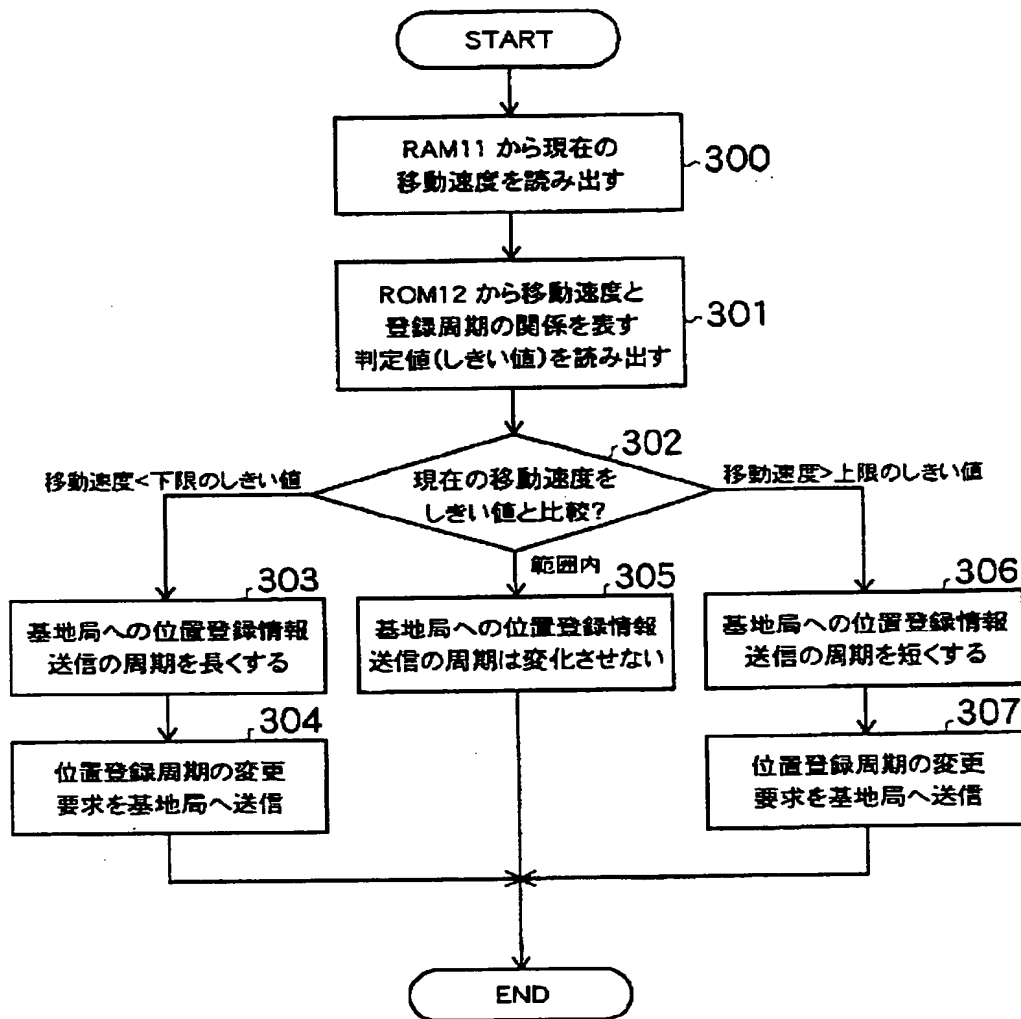 START
RAM11 から現在の
移動速度を読み出す
300
ROM12 から移動速度と
登録周期の関係を表す
判定値(しきい値)を読み出す
301
302
現在の移動速度を
しきい値と比較?
移動速度<下限のしきい値
移動速度>上限のしきい値
範囲内
303
基地局への位置登録情報
送信の周期を長くする
305
基地局への位置登録情報
送信の周期は変化させない
306
基地局への位置登録情報
送信の周期を短くする
304
位置登録周期の変更
要求を基地局へ送信
307
位置登録周期の変更
要求を基地局へ送信
END